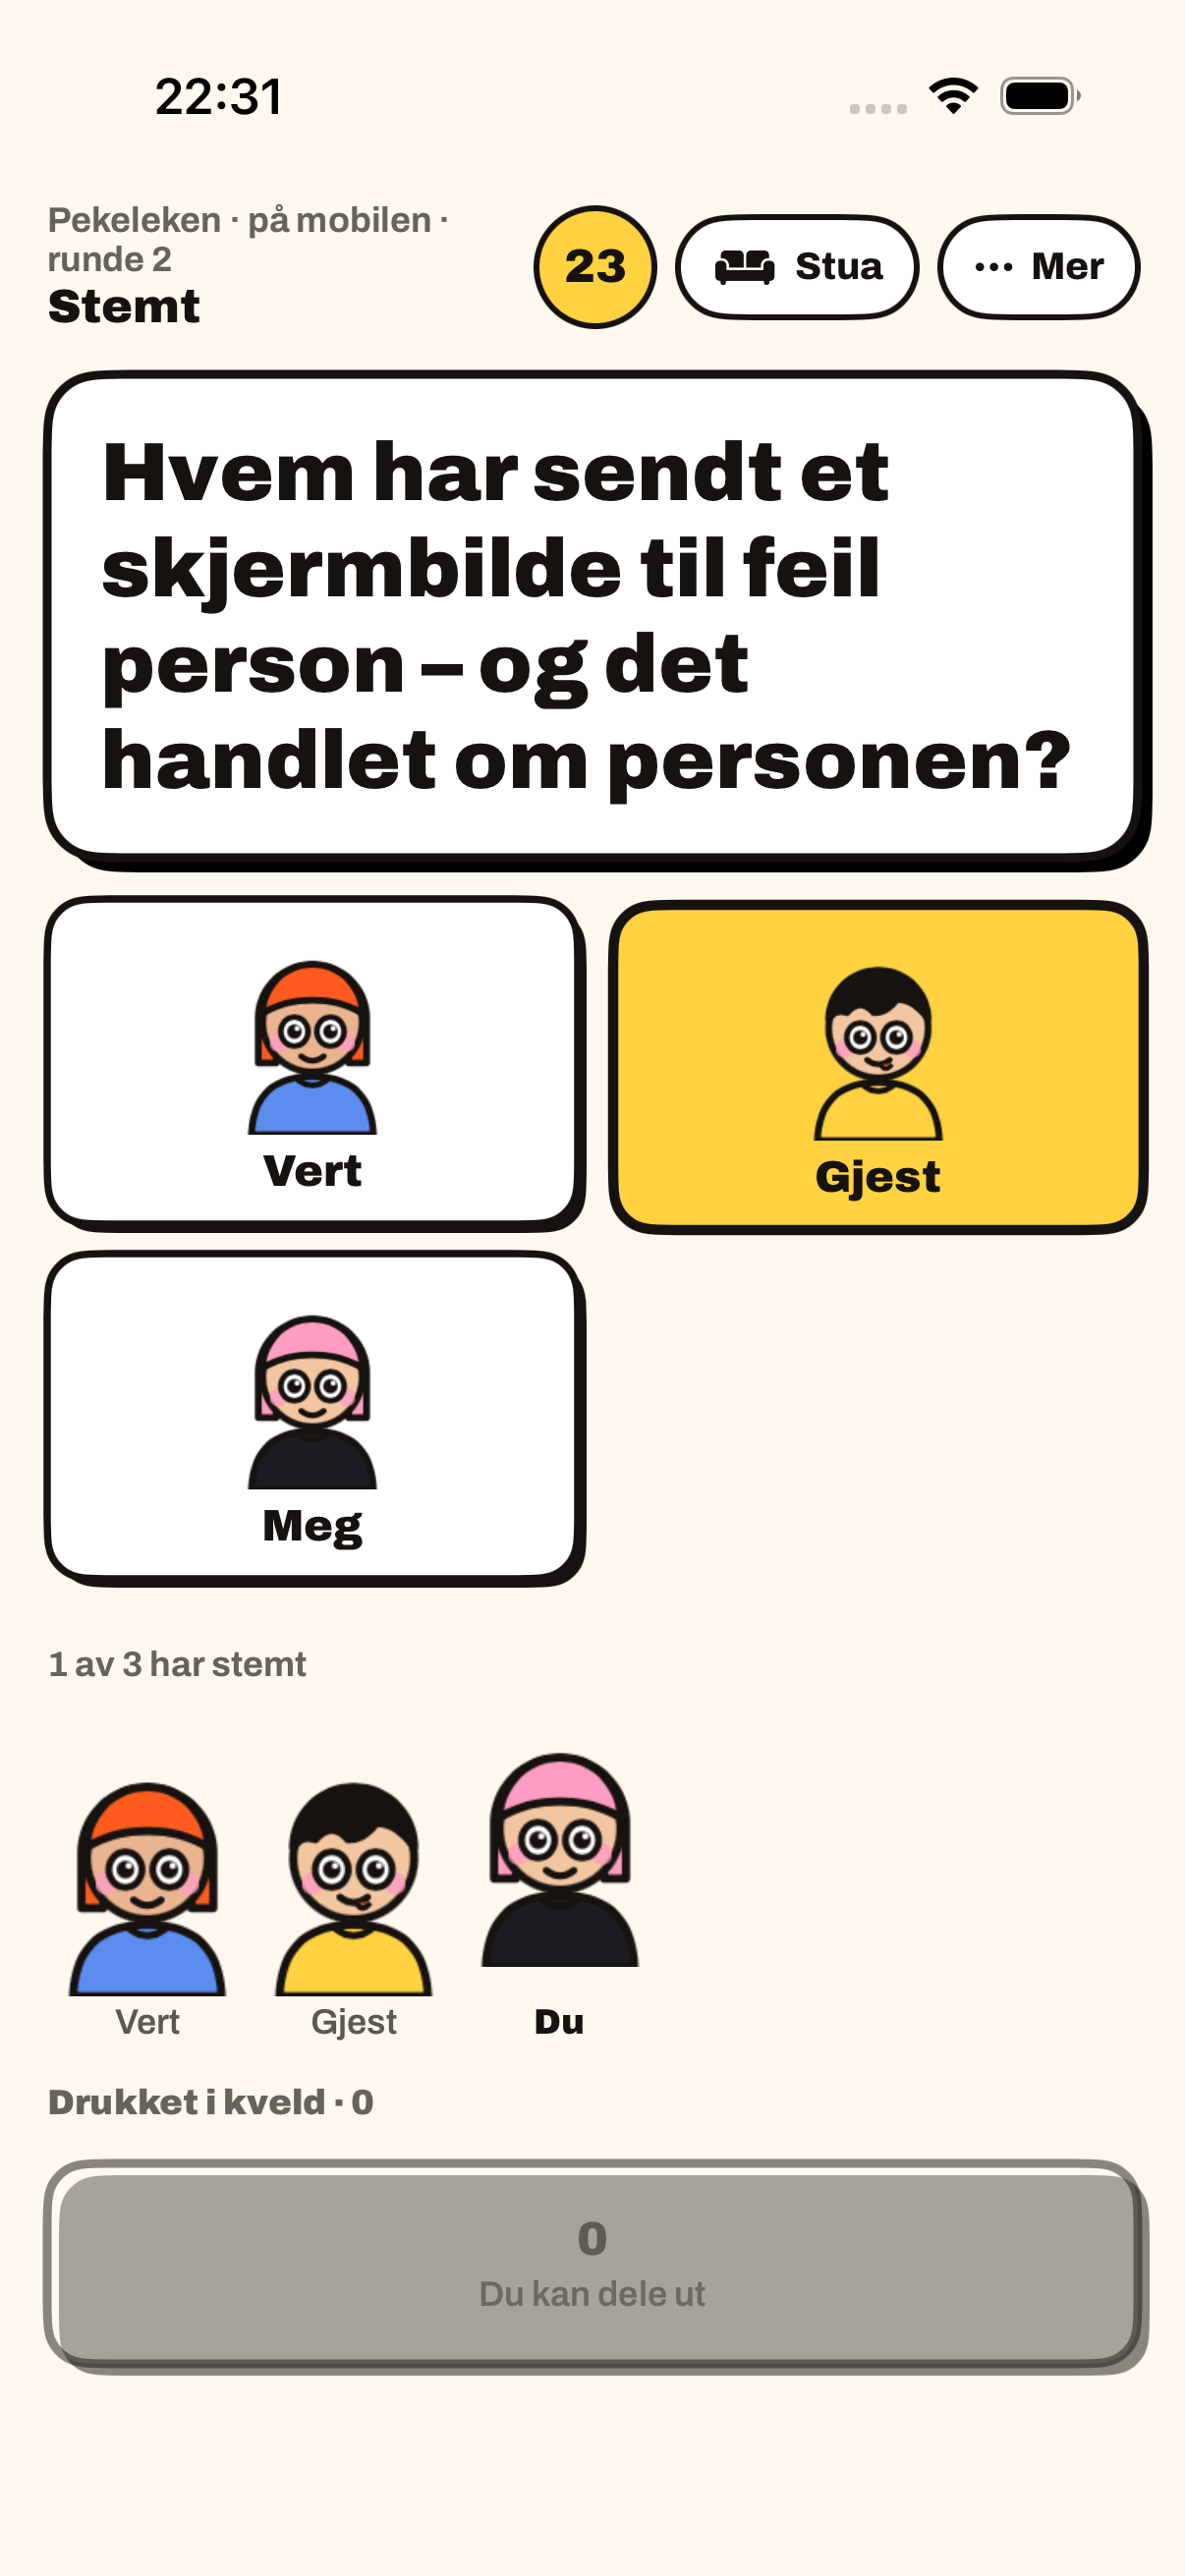 22:31
Pekeleken · på mobilen ·
runde 2
Stemt
23
Stua
··· Mer
Hvem har sendt et
skjermbilde til feil
person – og det
handlet om personen?
Vert
Gjest
Meg
1 av 3 har stemt
Vert
Gjest
Du
Drukket i kveld · 0
0
Du kan dele ut